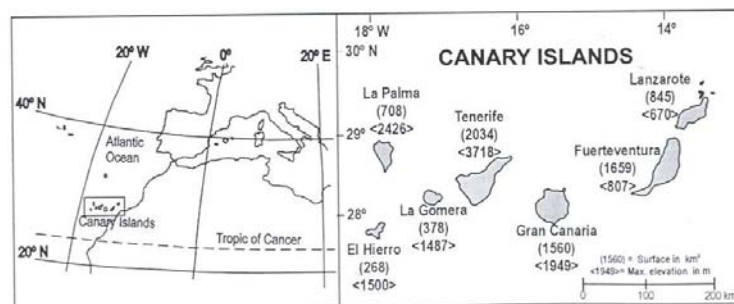 20° W
0°
20° E
40° N
Atlantic
Ocean
Canary Islands
Tropic of Cancer
20° N
18° W
16°
14°
30° N
CANARY ISLANDS
29°
28°
La Palma
(708)
<2426>
Tenerife
(2034)
<3718>
Lanzarote
(845)
<670>
Fuerteventura
(1659)
<807>
La Gomera
(378)
<1487>
El Hierro
(268)
<1500>
Gran Canaria
(1560)
<1949>
(1560) = Surface in km²
<1949>= Max. elevation in m
0
100
200 km